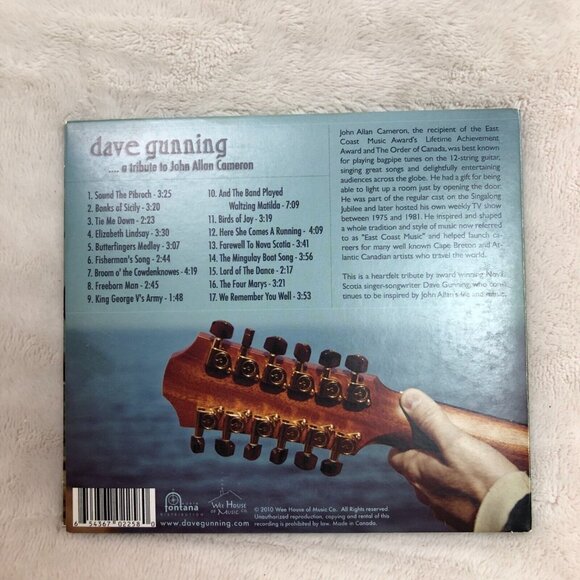 dave gunning
.... a tribute to John Allan Cameron
1. Sound The Pibroch - 3:25
2. Banks of Sicily - 3:20
3. Tie Me Down - 2:23
4. Elizabeth Lindsay - 3:30
5. Butterfingers Medley - 3:07
6. Fisherman's Song - 2:44
7. Broom o' the Cowdenknowes - 4:19
8. Freeborn Man - 2:45
9. King George V's Army - 1:48
10. And The Band Played
Waltzing Matilda - 7:09
11. Birds of Joy - 3:19
12. Here She Comes A Running - 4:09
13. Farewell To Nova Scotia - 3:41
14. The Mingulay Boat Song - 3:56
15. Lord of The Dance - 2:17
16. The Four Marys - 3:21
17. We Remember You Well - 3:53
John Allan Cameron, the recipient of the East
Coast Music Award's Lifetime Achievement
Award and The Order of Canada, was best known
for playing bagpipe tunes on the 12-string guitar,
singing great songs and delightfully entertaining
audiences across the globe. He had a gift for being
able to light up a room just by opening the door.
He was part of the regular cast on the Singalong
Jubilee and later hosted his own weekly TV show
between 1975 and 1981. He inspired and shaped
a whole tradition and style of music now referred
to as "East Coast Music" and helped launch ca-
reers for many well known Cape Breton and At-
lantic Canadian artists who travel the world.
This is a heartfelt tribute by award winning Nova
Scotia singer-songwriter Dave Gunning, who con-
tinues to be inspired by John Allan's life and music.
6 54367 02258 0
fontana
DISTRIBUTION
Wee House
of Music Co.
www.davegunning.com
© 2010 Wee House of Music Co. All Rights reserved.
Unauthorized reproduction, copying and rental of this
recording is prohibited by law. Made in Canada.